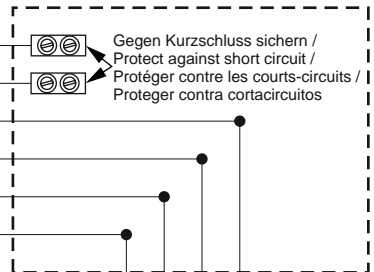 Gegen Kurzschluss sichern /
Protect against short circuit /
Protéger contre les courts-circuits /
Proteger contra cortacircuitos